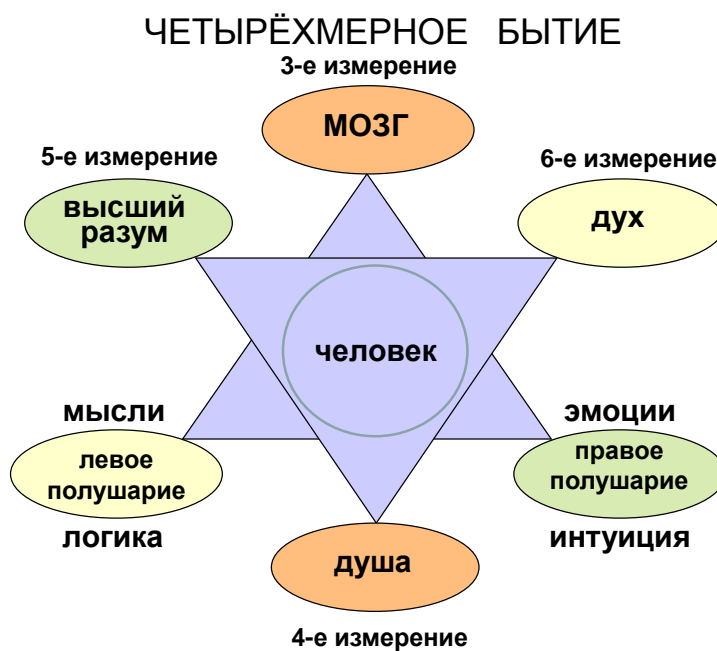 ЧЕТЫРЁХМЕРНОЕ БЫТИЕ
3-е измерение
МОЗГ
5-е измерение
6-е измерение
высший
разум
дух
человек
мысли
эмоции
левое
полушарие
правое
полушарие
логика
интуиция
душа
4-е измерение